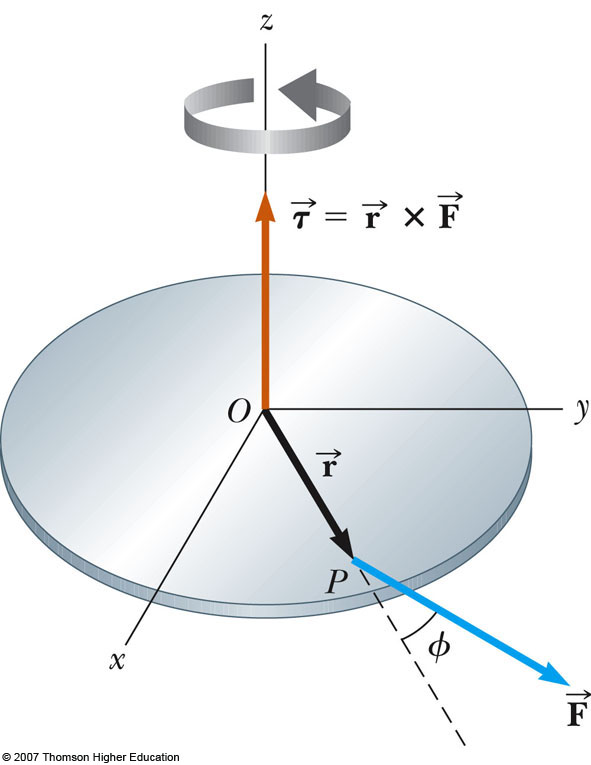 z
τ⃗ = r⃗ × F⃗
O
y
r⃗
P
ϕ
x
F⃗
© 2007 Thomson Higher Education